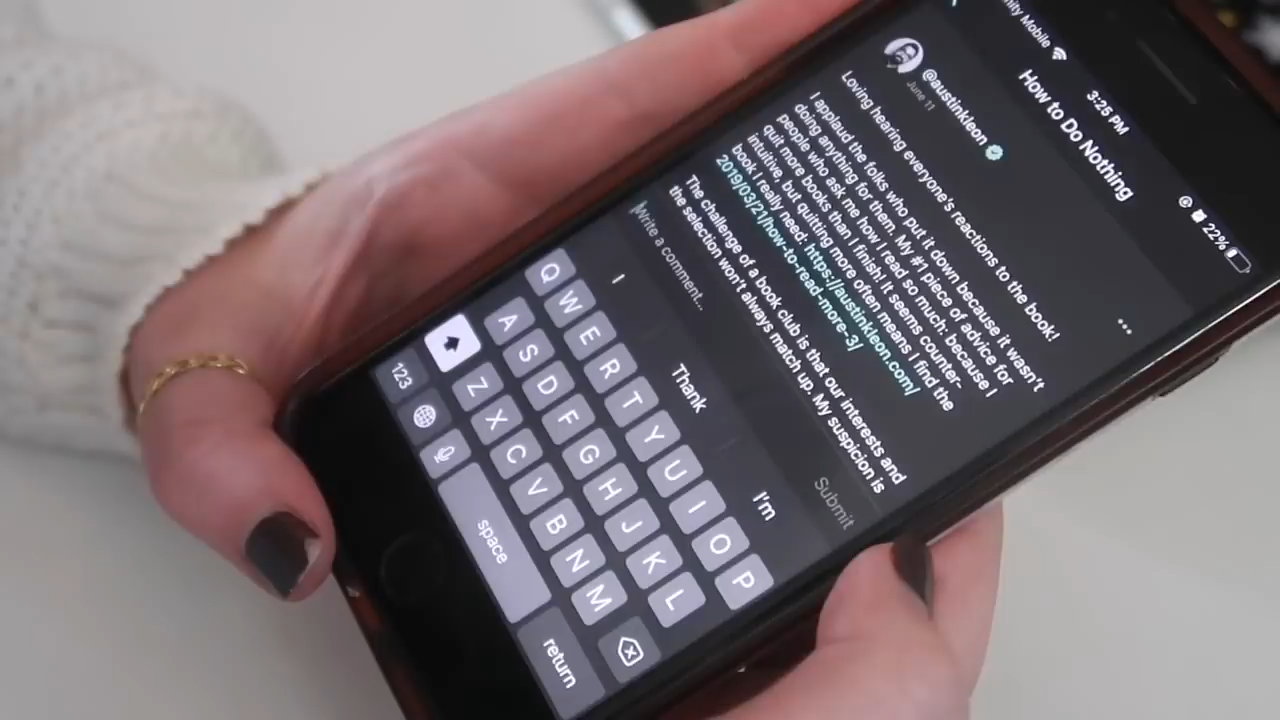 nity Mobile
3:25 PM
22%
How to Do Nothing
@austinkleon
June 11
...
Loving hearing everyone's reactions to the book!
I applaud the folks who put it down because it wasn't
doing anything for them. My #1 piece of advice for
people who ask me how I read so much: because I
quit more books than I finish! It seems counter-
intuitive, but quitting more often means I find the
book I really need: https://austinkleon.com/
2019/03/21/how-to-read-more-3/
The challenge of a book club is that our interests and
the selection won't always match up. My suspicion is
Write a comment...
Submit
I Thank I'm
Q W E R T Y U I O P
A S D F G H J K L
Z X C V B N M
123 space return